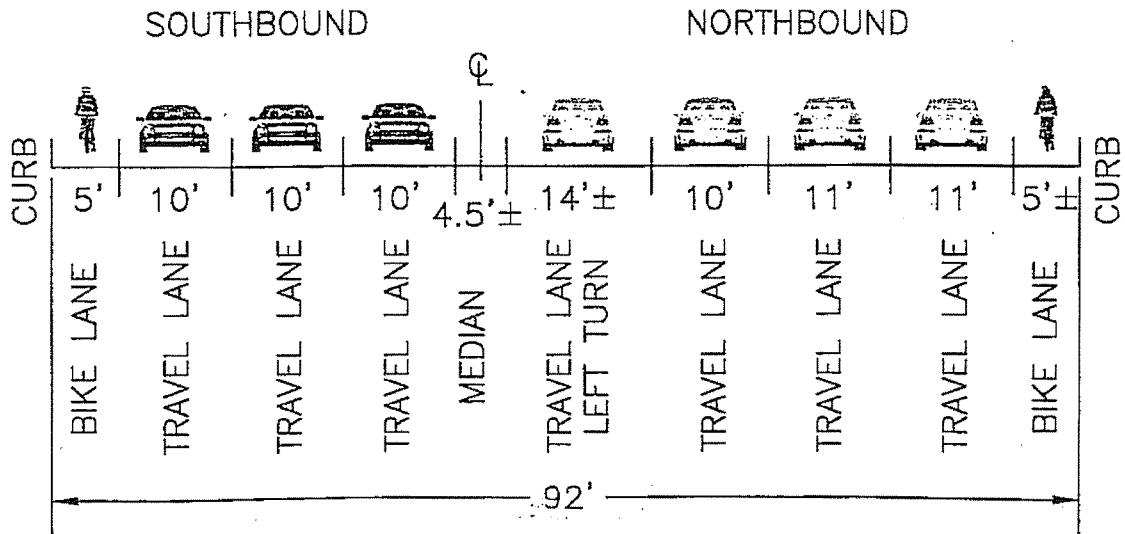 SOUTHBOUND
NORTHBOUND
℄
CURB
5'
10'
10'
10'
4.5'±
14'±
10'
11'
11'
5'±
CURB
BIKE LANE
TRAVEL LANE
TRAVEL LANE
TRAVEL LANE
MEDIAN
TRAVEL LANE
LEFT TURN
TRAVEL LANE
TRAVEL LANE
TRAVEL LANE
BIKE LANE
92'